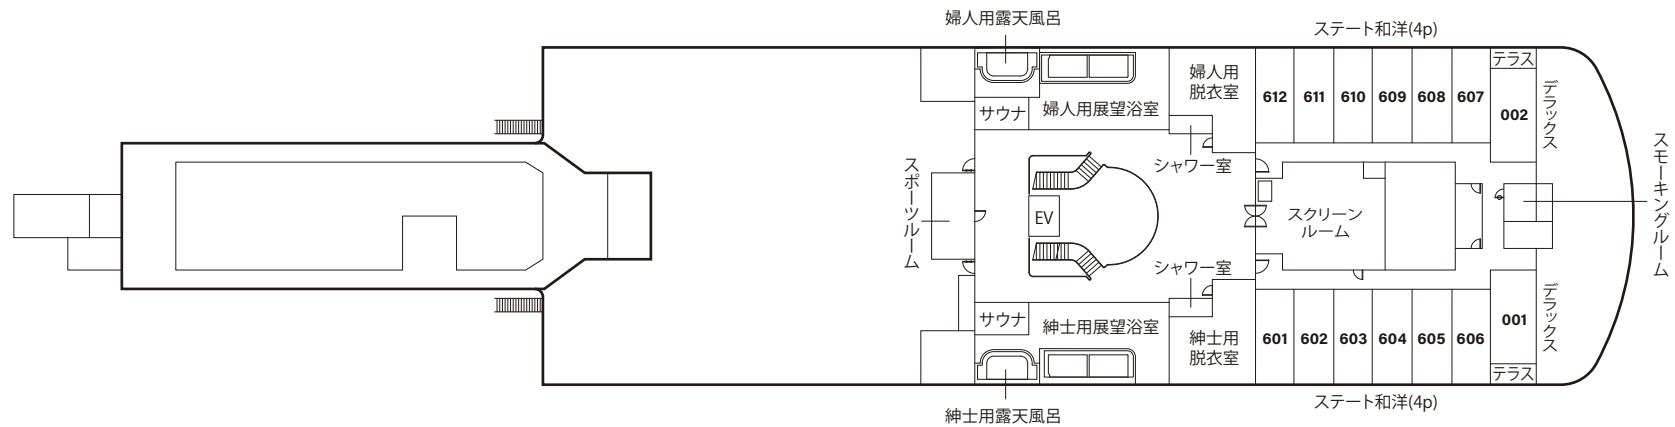 婦人用露天風呂
ステート和洋(4p)
テラス
婦人用
脱衣室
612
611
610
609
608
607
002
デラックス
サウナ
婦人用展望浴室
シャワー室
スポーツルーム
EV
スクリーン
ルーム
スモーキングルーム
シャワー室
サウナ
紳士用展望浴室
紳士用
脱衣室
601
602
603
604
605
606
001
デラックス
テラス
紳士用露天風呂
ステート和洋(4p)